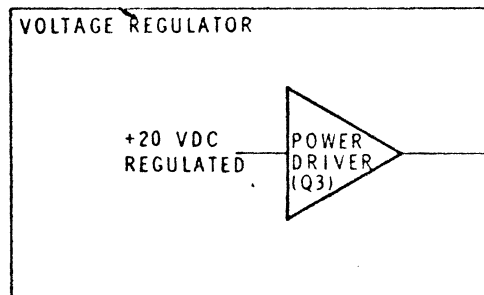 VOLTAGE REGULATOR
+20 VDC
REGULATED
POWER
DRIVER
(Q3)